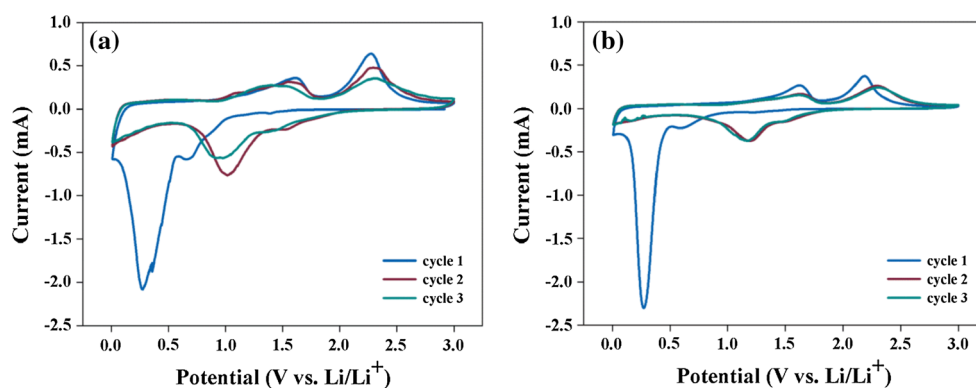 (a)
1.0
0.5
0.0
-0.5
-1.0
-1.5
-2.0
-2.5
Current (mA)
cycle 1
cycle 2
cycle 3
0.0 0.5 1.0 1.5 2.0 2.5 3.0
Potential (V vs. Li/Li⁺)
(b)
1.0
0.5
0.0
-0.5
-1.0
-1.5
-2.0
-2.5
Current (mA)
cycle 1
cycle 2
cycle 3
0.0 0.5 1.0 1.5 2.0 2.5 3.0
Potential (V vs. Li/Li⁺)